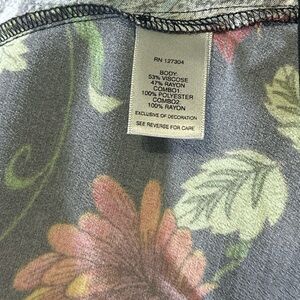 RN 127304
BODY:
53% VISCOSE
47% RAYON
COMBO1:
100% POLYESTER
COMBO2:
100% RAYON
EXCLUSIVE OF DECORATION
SEE REVERSE FOR CARE